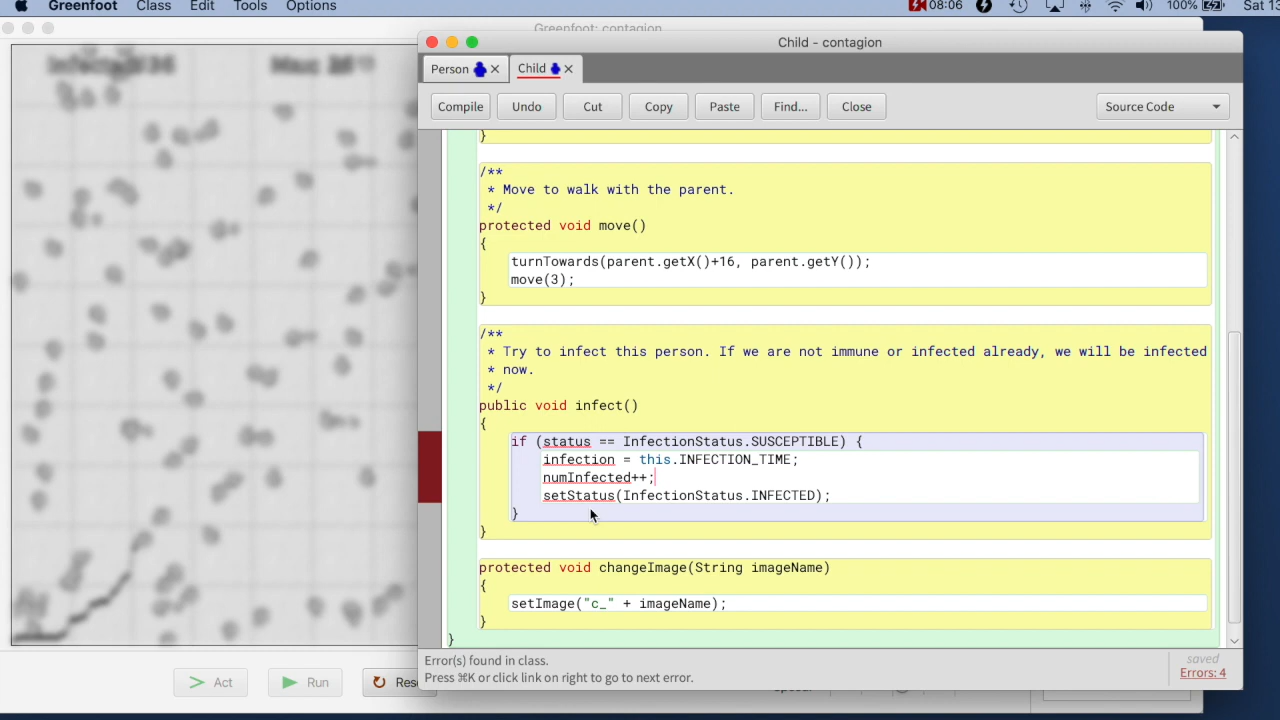 Greenfoot Class Edit Tools Options 08:06 100% Sat 13
Greenfoot: contagion
Child - contagion
Person Child
Compile Undo Cut Copy Paste Find... Close Source Code
}
/**
* Move to walk with the parent.
*/
protected void move()
{
turnTowards(parent.getX()+16, parent.getY());
move(3);
}
/**
* Try to infect this person. If we are not immune or infected already, we will be infected
* now.
*/
public void infect()
{
if (status == InfectionStatus.SUSCEPTIBLE) {
infection = this.INFECTION_TIME;
numInfected++;
setStatus(InfectionStatus.INFECTED);
}
}
protected void changeImage(String imageName)
{
setImage("c_" + imageName);
}
}
Error(s) found in class.
Press ⌘K or click link on right to go to next error.
saved
Errors: 4
> Act Run